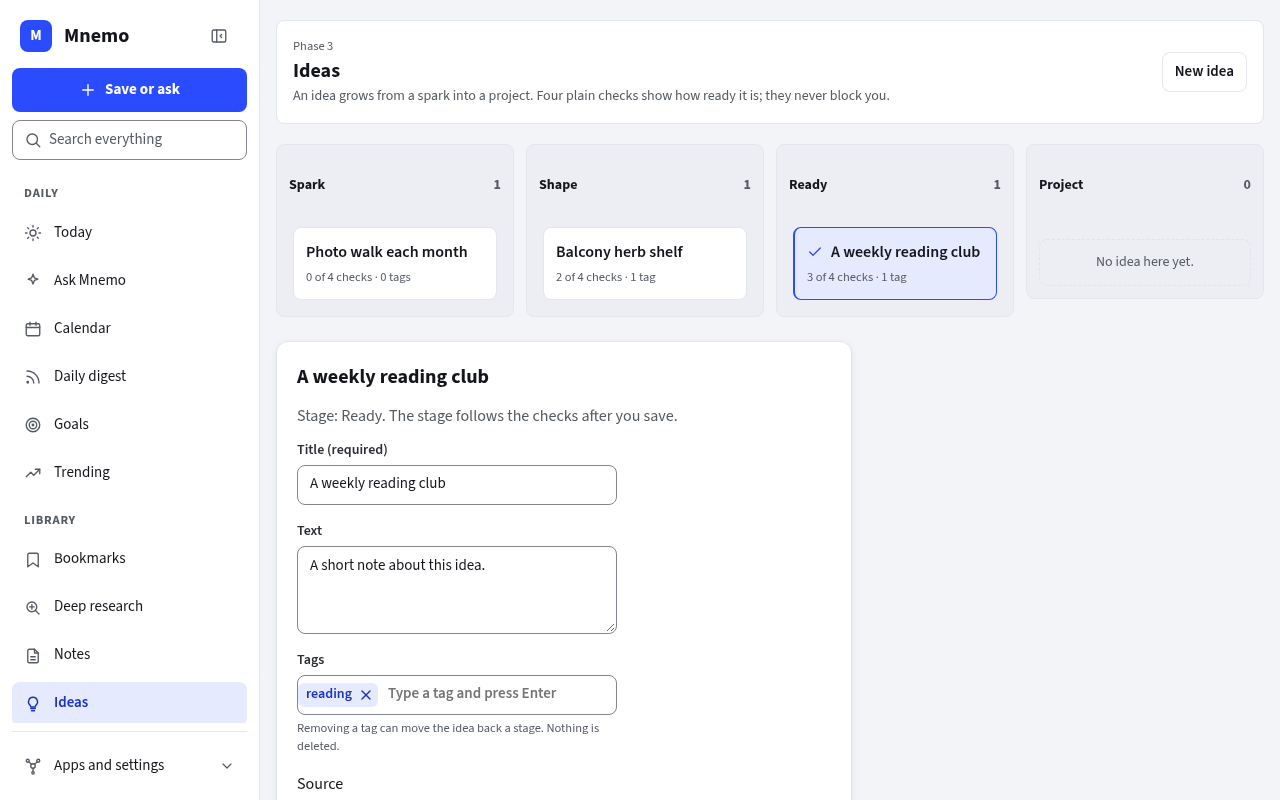 M Mnemo
Save or ask
Search everything
DAILY
Today
Ask Mnemo
Calendar
Daily digest
Goals
Trending
LIBRARY
Bookmarks
Deep research
Notes
Ideas
Apps and settings
Phase 3
Ideas
An idea grows from a spark into a project. Four plain checks show how ready it is; they never block you.
New idea
Spark 1
Photo walk each month
0 of 4 checks · 0 tags
Shape 1
Balcony herb shelf
2 of 4 checks · 1 tag
Ready 1
A weekly reading club
3 of 4 checks · 1 tag
Project 0
No idea here yet.
A weekly reading club
Stage: Ready. The stage follows the checks after you save.
Title (required)
A weekly reading club
Text
A short note about this idea.
Tags
reading Type a tag and press Enter
Removing a tag can move the idea back a stage. Nothing is
deleted.
Source